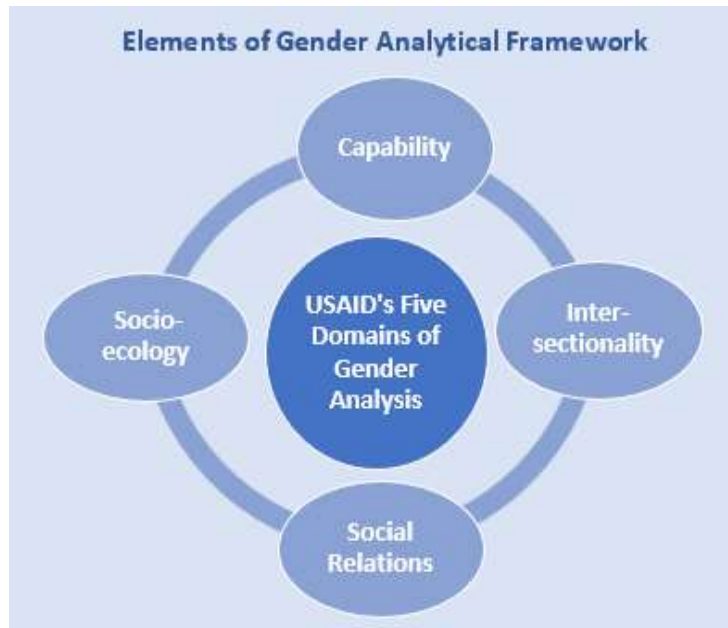 Elements of Gender Analytical Framework
Capability
Socio-
ecology
USAID's Five
Domains of
Gender
Analysis
Inter-
sectionality
Social
Relations